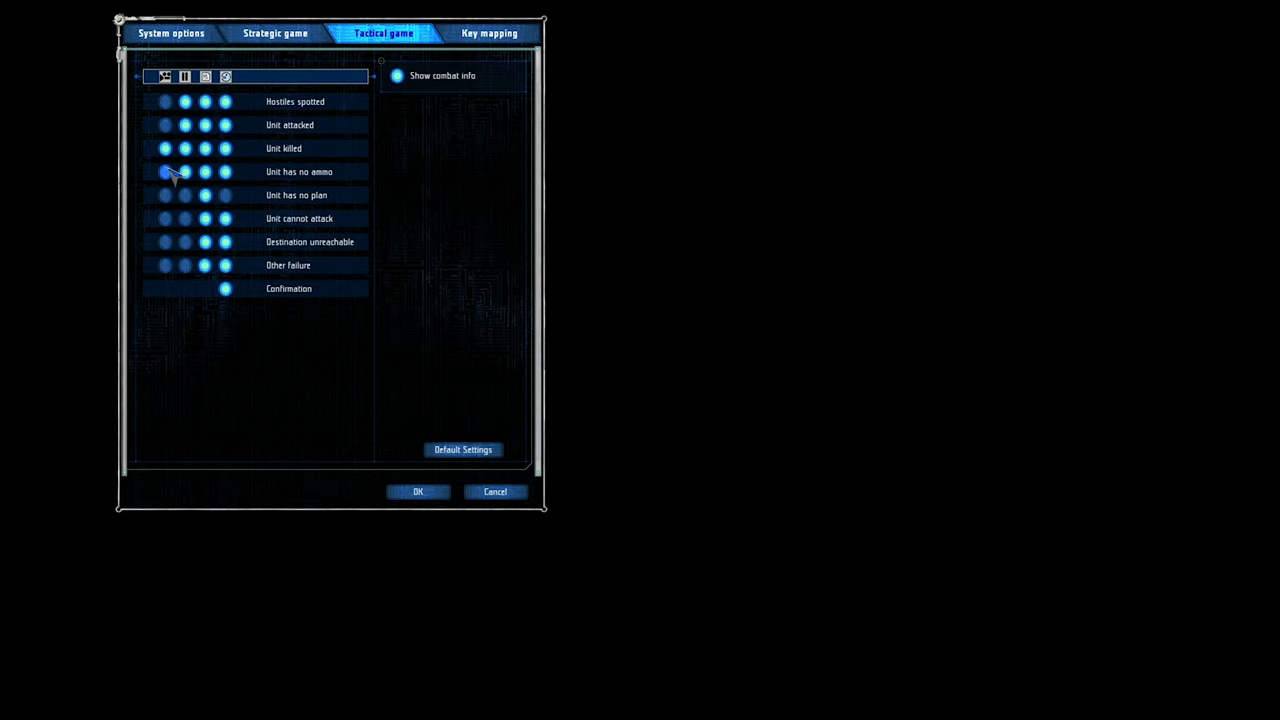 System options
Strategic game
Tactical game
Key mapping
Show combat info
Hostiles spotted
Unit attacked
Unit killed
Unit has no ammo
Unit has no plan
Unit cannot attack
Destination unreachable
Other failure
Confirmation
Default Settings
OK
Cancel